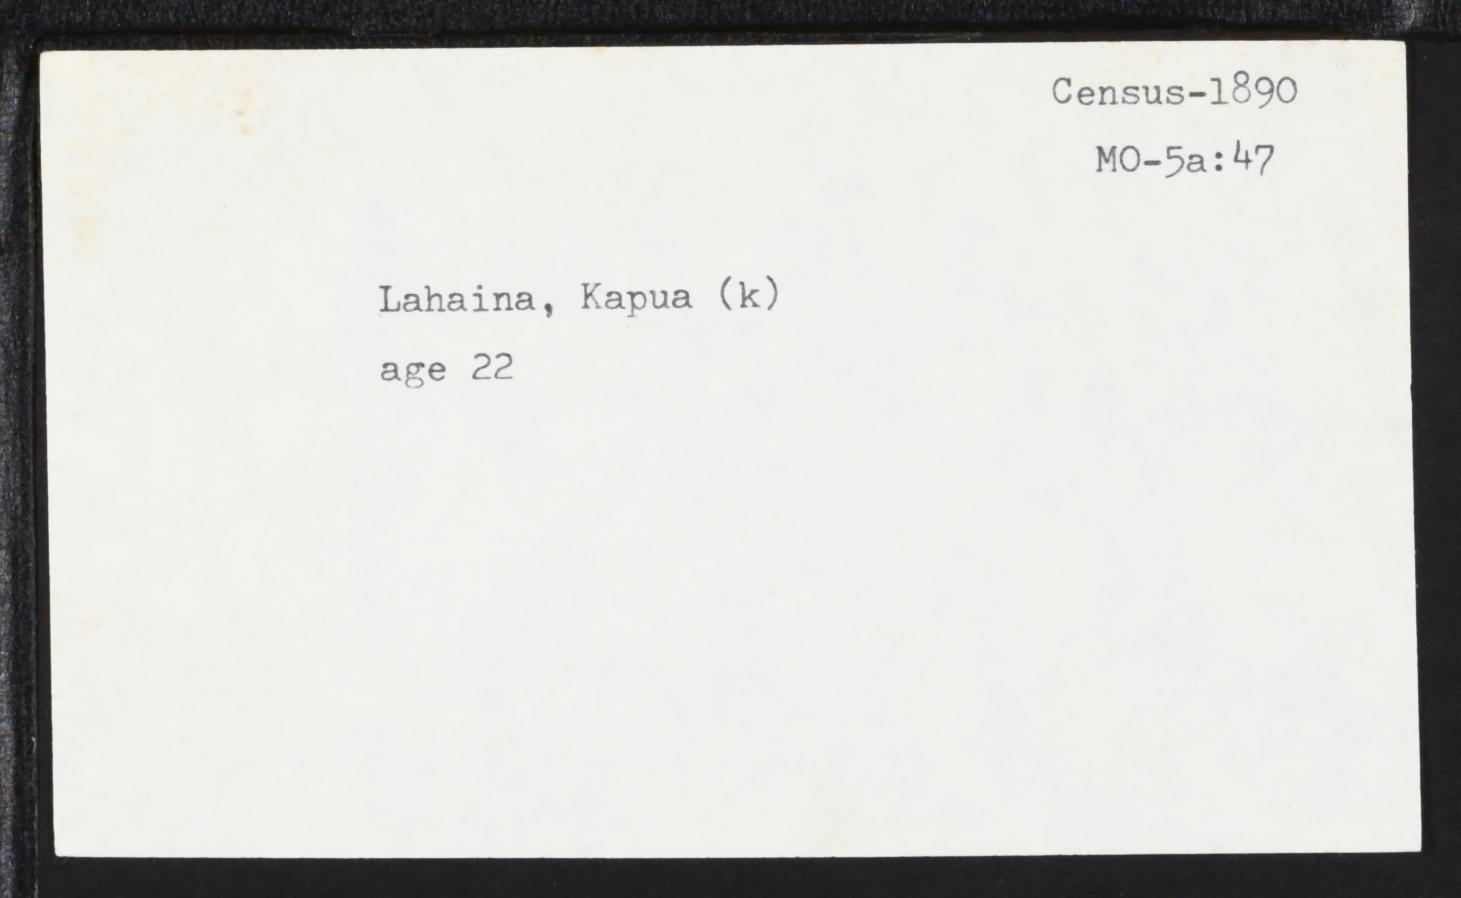 Census-1890
MO-5a:47
Lahaina, Kapua (k)
age 22